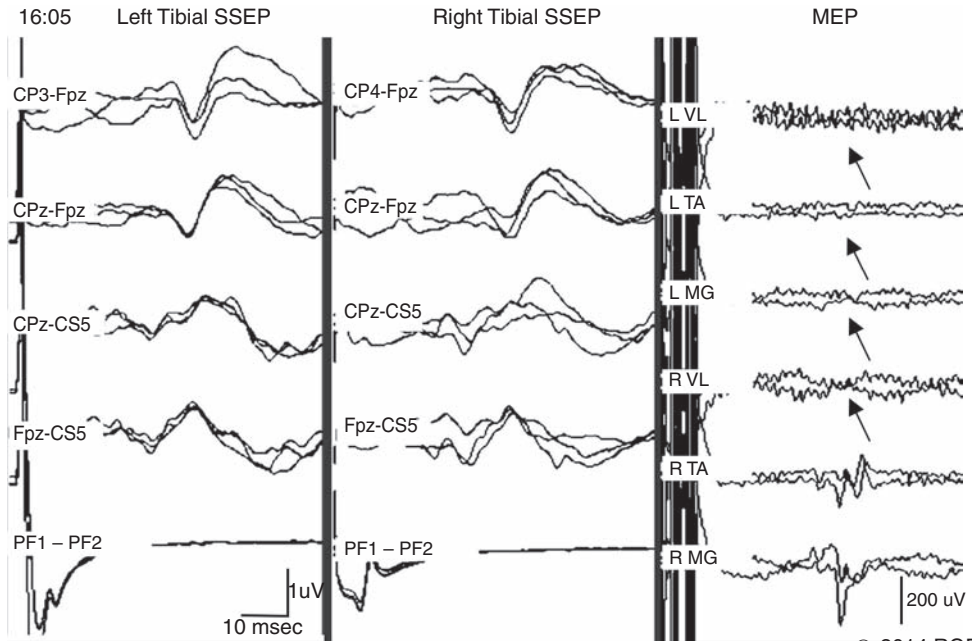 16:05 Left Tibial SSEP Right Tibial SSEP MEP
CP3-Fpz CP4-Fpz L VL
CPz-Fpz CPz-Fpz L TA
CPz-CS5 CPz-CS5 L MG
R VL
Fpz-CS5 Fpz-CS5
R TA
PF1 – PF2 PF1 – PF2 R MG
1uV 200 uV
10 msec
© 2014